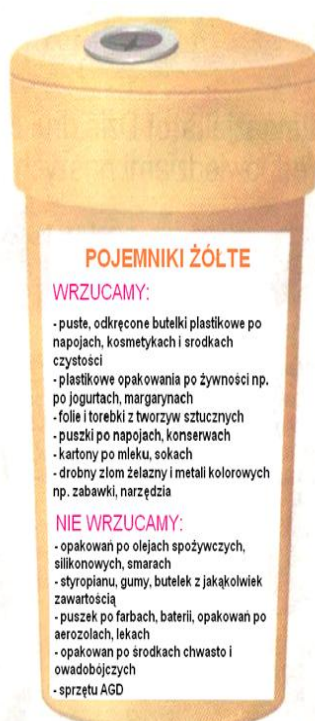 POJEMNIKI ŻÓŁTE
WRZUCAMY:
- puste, odkręcone butelki plastikowe po
napojach, kosmetykach i srodkach
czystości
- plastikowe opakowania po żywności np.
po jogurtach, margarynach
- folie i torebki z tworzyw sztucznych
- puszki po napojach, konserwach
- kartony po mleku, sokach
- drobny zlom żelazny i metali kolorowych
np. zabawki, narzędzia
NIE WRZUCAMY:
- opakowań po olejach spożywczych,
silikonowych, smarach
- styropianu, gumy, butelek z jakąkolwiek
zawartością
- puszek po farbach, baterii, opakowań po
aerozolach, lekach
- opakowan po środkach chwasto i
owadobójczych
- sprzętu AGD